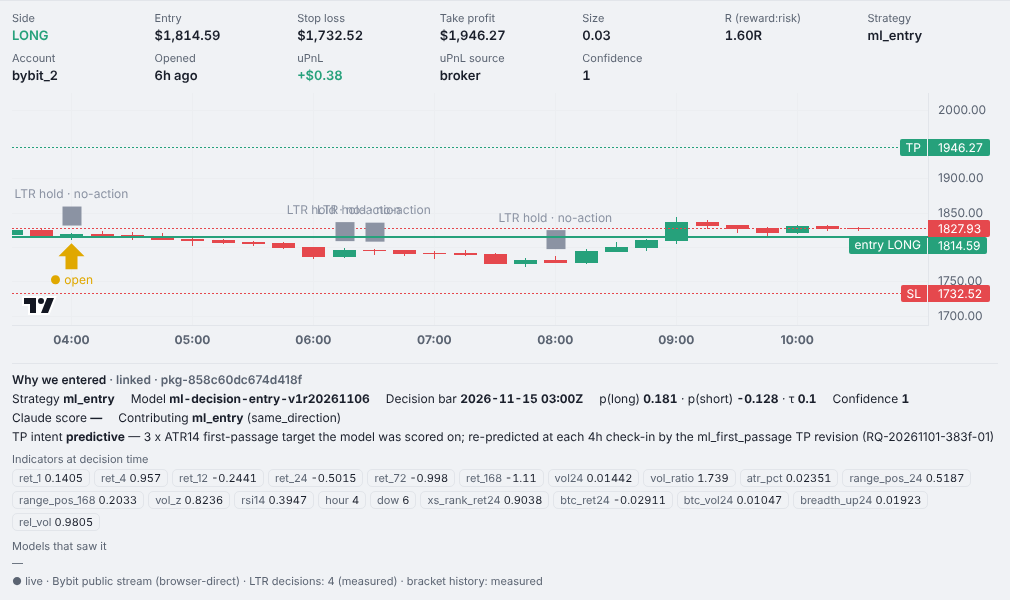 Side Entry Stop loss Take profit Size R (reward:risk) Strategy
LONG $1,814.59 $1,732.52 $1,946.27 0.03 1.60R ml_entry
Account Opened uPnL uPnL source Confidence
bybit_2 6h ago +$0.38 broker 1
2000.00
TP 1946.27
1900.00
LTR hold · no-action
LTR hold · no-action
LTR hold · no-action
LTR hold · no-action
1850.00
1827.93
entry LONG 1814.59
open
1750.00
SL 1732.52
1700.00
04:00 05:00 06:00 07:00 08:00 09:00 10:00
Why we entered · linked · pkg-858c60dc674d418f
Strategy ml_entry Model ml-decision-entry-v1r20261106 Decision bar 2026-11-15 03:00Z p(long) 0.181 · p(short) -0.128 · τ 0.1 Confidence 1
Claude score — Contributing ml_entry (same_direction)
TP intent predictive — 3 x ATR14 first-passage target the model was scored on; re-predicted at each 4h check-in by the ml_first_passage TP revision (RQ-20261101-383f-01)
Indicators at decision time
ret_1 0.1405 ret_4 0.957 ret_12 -0.2441 ret_24 -0.5015 ret_72 -0.998 ret_168 -1.11 vol24 0.01442 vol_ratio 1.739 atr_pct 0.02351 range_pos_24 0.5187
range_pos_168 0.2033 vol_z 0.8236 rsi14 0.3947 hour 4 dow 6 xs_rank_ret24 0.9038 btc_ret24 -0.02911 btc_vol24 0.01047 breadth_up24 0.01923
rel_vol 0.9805
Models that saw it
—
● live · Bybit public stream (browser-direct) · LTR decisions: 4 (measured) · bracket history: measured